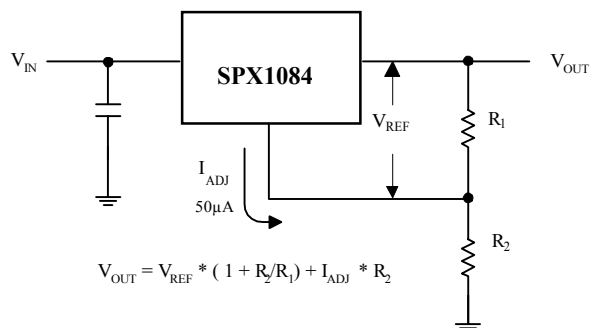 V_IN
SPX1084
V_OUT
V_REF
R_1
I_ADJ
50µA
R_2
V_OUT = V_REF * ( 1 + R_2/R_1) + I_ADJ * R_2